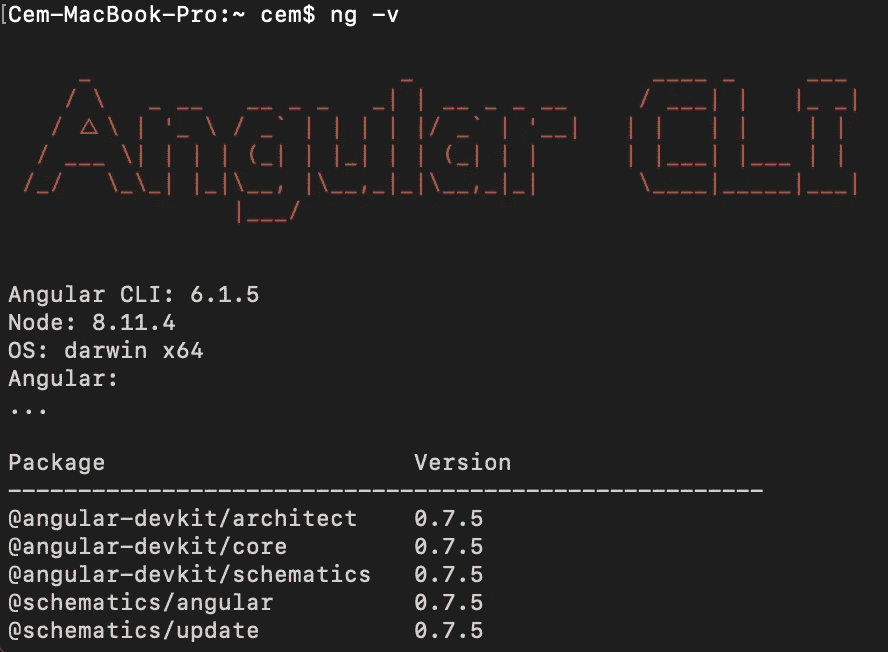 [Cem-MacBook-Pro:~ cem$ ng -v
Angular CLI
Angular CLI: 6.1.5
Node: 8.11.4
OS: darwin x64
Angular:
...
Package Version
------------------------------------------------------
@angular-devkit/architect 0.7.5
@angular-devkit/core 0.7.5
@angular-devkit/schematics 0.7.5
@schematics/angular 0.7.5
@schematics/update 0.7.5